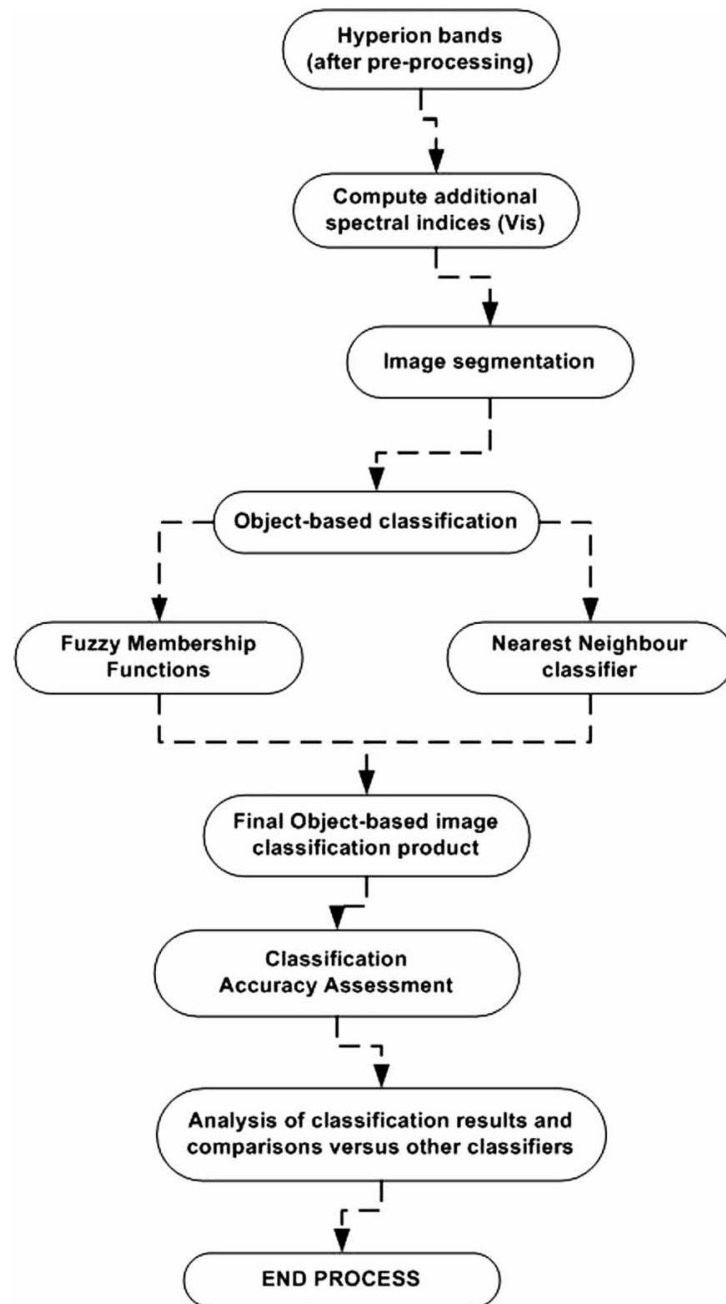 Hyperion bands
(after pre-processing)
Compute additional
spectral indices (Vis)
Image segmentation
Object-based classification
Fuzzy Membership
Functions
Nearest Neighbour
classifier
Final Object-based image
classification product
Classification
Accuracy Assessment
Analysis of classification results and
comparisons versus other classifiers
END PROCESS